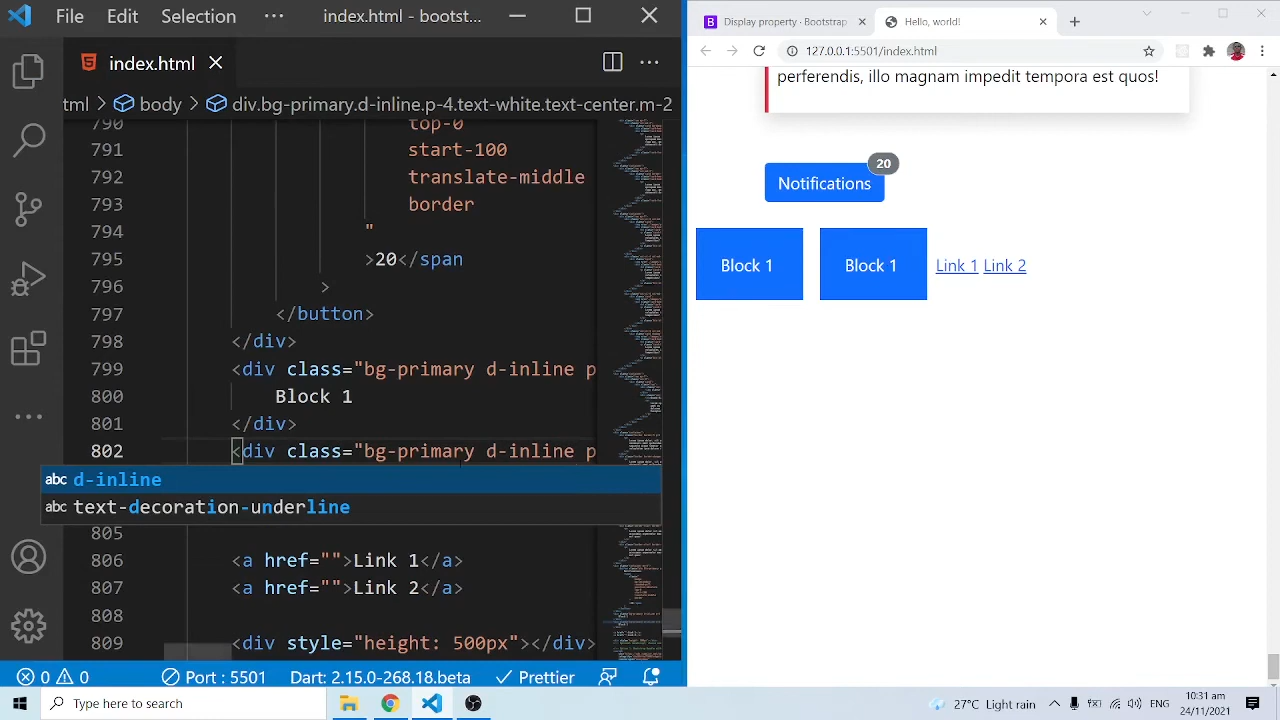 File Edit Selection ··· index.html - bootst...
index.html
tml > body > div.bg-primary.d-inline.p-4.text-white.text-center.m-2
790 top-0
791 start-100
792 translate-middle
793 border
794 "
795 >20</span
796 >
797 </button>
798 </div>
799 <div class="bg-primary d-inline p
800 Block 1
801 </div>
<div class="bg-primary d-inline p
abc d-inline
abc text-decoration-underline
805
<a href="">Link 1</a>
<a href="">Link 2</a>
<div style="height: 500px"></div>
0 0 Port : 5501 Dart: 2.15.0-268.18.beta Prettier
Display property · Bootstrap
Hello, world!
127.0.0.1:5501/index.html
perferendis, illo magnam impedit tempora est quos!
20
Notifications
Block 1 Block 1 Link 1 Link 2
Type here to search
27°C Light rain ENG
10:31 am
24/11/2021